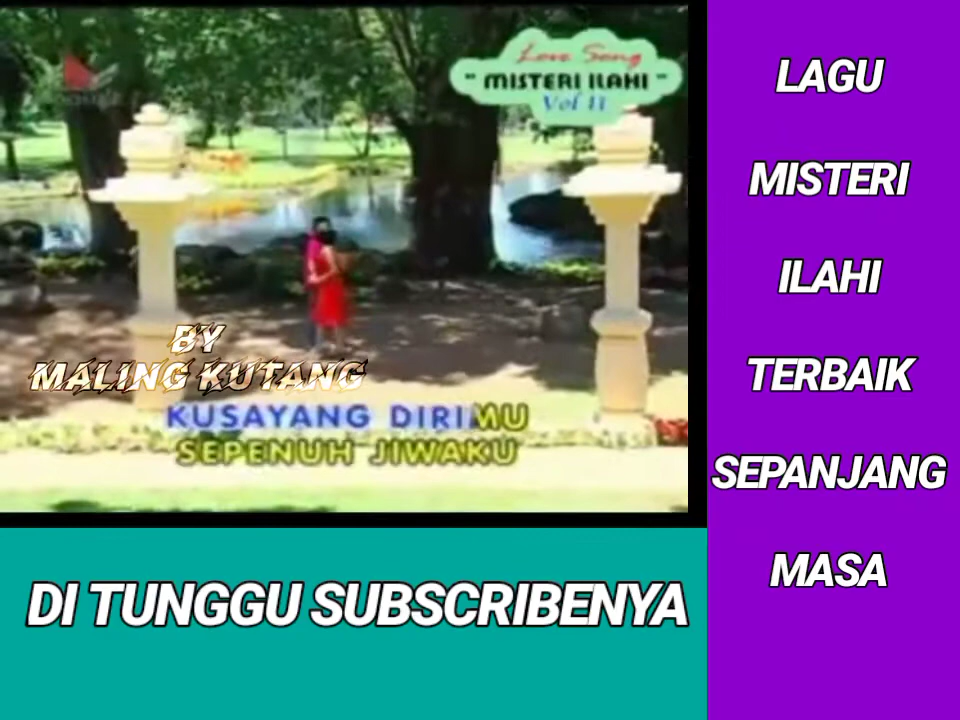 Love Song
" MISTERI ILAHI "
Vol 11
BY
MALING KUTANG
KUSAYANG DIRIMU
SEPENUH JIWAKU
DI TUNGGU SUBSCRIBENYA
LAGU
MISTERI
ILAHI
TERBAIK
SEPANJANG
MASA